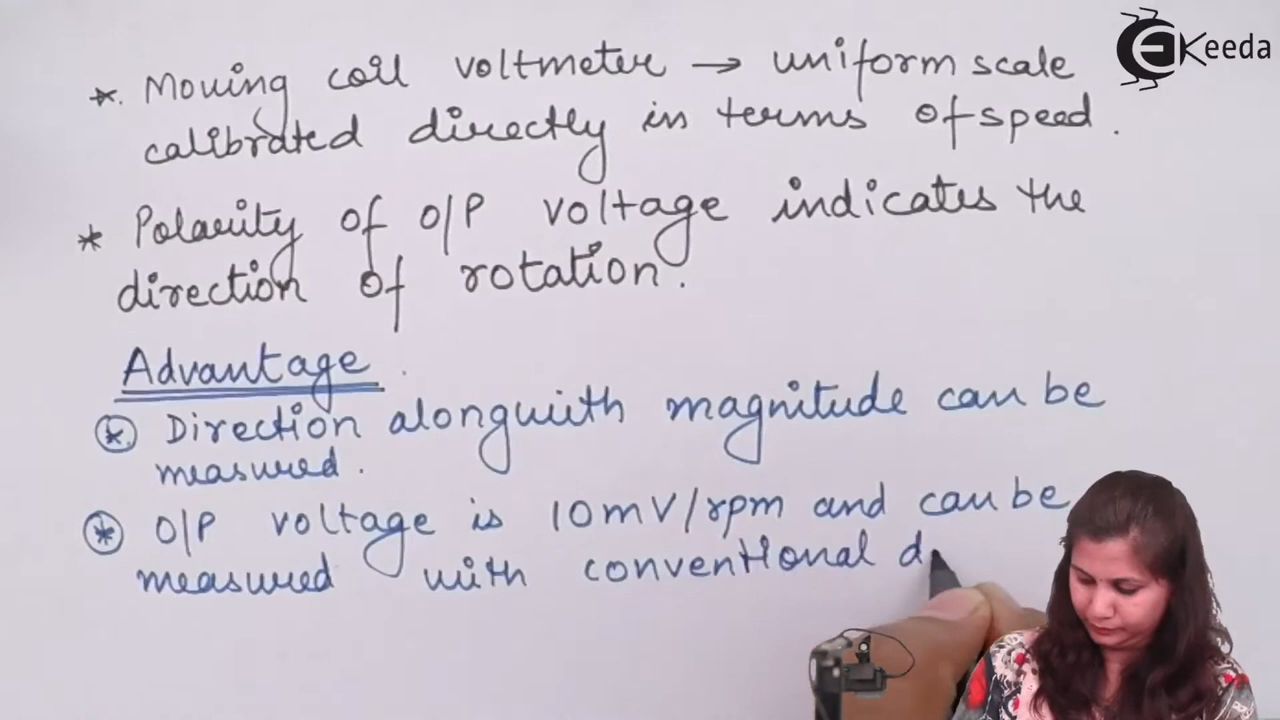 EKeeda
* Moving coil voltmeter → uniform scale
calibrated directly in terms of speed.
* Polarity of O/P voltage indicates the
direction of rotation.
Advantage
* Direction alongwith magnitude can be
measured.
* O/P voltage is 10mV/rpm and can be
measured with conventional d